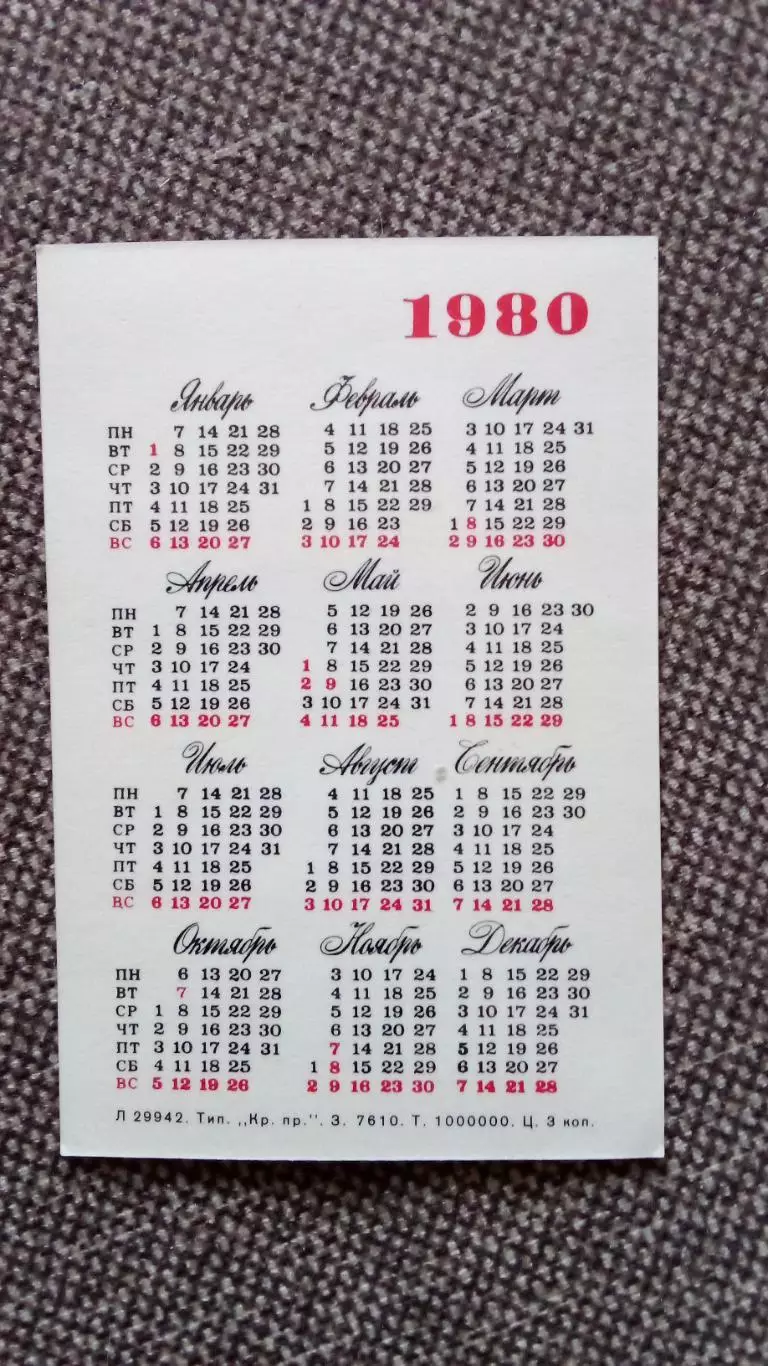 1980
Январь Февраль Март
ПН 7 14 21 28 4 11 18 25 3 10 17 24 31
ВТ 1 8 15 22 29 5 12 19 26 4 11 18 25
СР 2 9 16 23 30 6 13 20 27 5 12 19 26
ЧТ 3 10 17 24 31 7 14 21 28 6 13 20 27
ПТ 4 11 18 25 1 8 15 22 29 7 14 21 28
СБ 5 12 19 26 2 9 16 23 1 8 15 22 29
ВС 6 13 20 27 3 10 17 24 2 9 16 23 30
Апрель Май Июнь
ПН 7 14 21 28 5 12 19 26 2 9 16 23 30
ВТ 1 8 15 22 29 6 13 20 27 3 10 17 24
СР 2 9 16 23 30 7 14 21 28 4 11 18 25
ЧТ 3 10 17 24 1 8 15 22 29 5 12 19 26
ПТ 4 11 18 25 2 9 16 23 30 6 13 20 27
СБ 5 12 19 26 3 10 17 24 31 7 14 21 28
ВС 6 13 20 27 4 11 18 25 1 8 15 22 29
Июль Август Сентябрь
ПН 7 14 21 28 4 11 18 25 1 8 15 22 29
ВТ 1 8 15 22 29 5 12 19 26 2 9 16 23 30
СР 2 9 16 23 30 6 13 20 27 3 10 17 24
ЧТ 3 10 17 24 31 7 14 21 28 4 11 18 25
ПТ 4 11 18 25 1 8 15 22 29 5 12 19 26
СБ 5 12 19 26 2 9 16 23 30 6 13 20 27
ВС 6 13 20 27 3 10 17 24 31 7 14 21 28
Октябрь Ноябрь Декабрь
ПН 6 13 20 27 3 10 17 24 1 8 15 22 29
ВТ 7 14 21 28 4 11 18 25 2 9 16 23 30
СР 1 8 15 22 29 5 12 19 26 3 10 17 24 31
ЧТ 2 9 16 23 30 6 13 20 27 4 11 18 25
ПТ 3 10 17 24 31 7 14 21 28 5 12 19 26
СБ 4 11 18 25 1 8 15 22 29 6 13 20 27
ВС 5 12 19 26 2 9 16 23 30 7 14 21 28
Л 29942. Тип. „Кр. пр.". З. 7610. Т. 1000000. Ц. 3 коп.